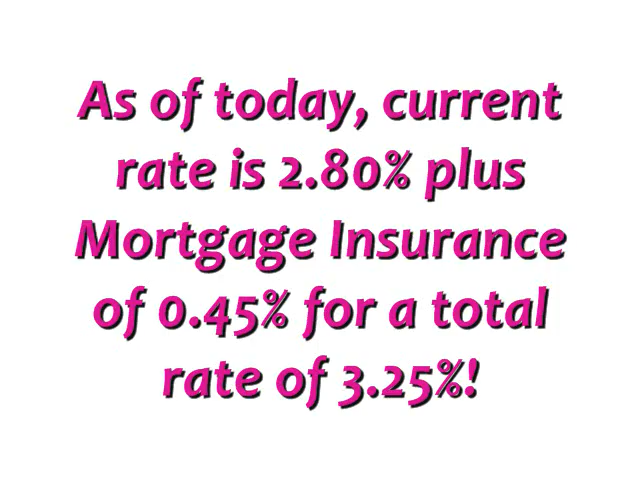 As of today, current
rate is 2.80% plus
Mortgage Insurance
of 0.45% for a total
rate of 3.25%!